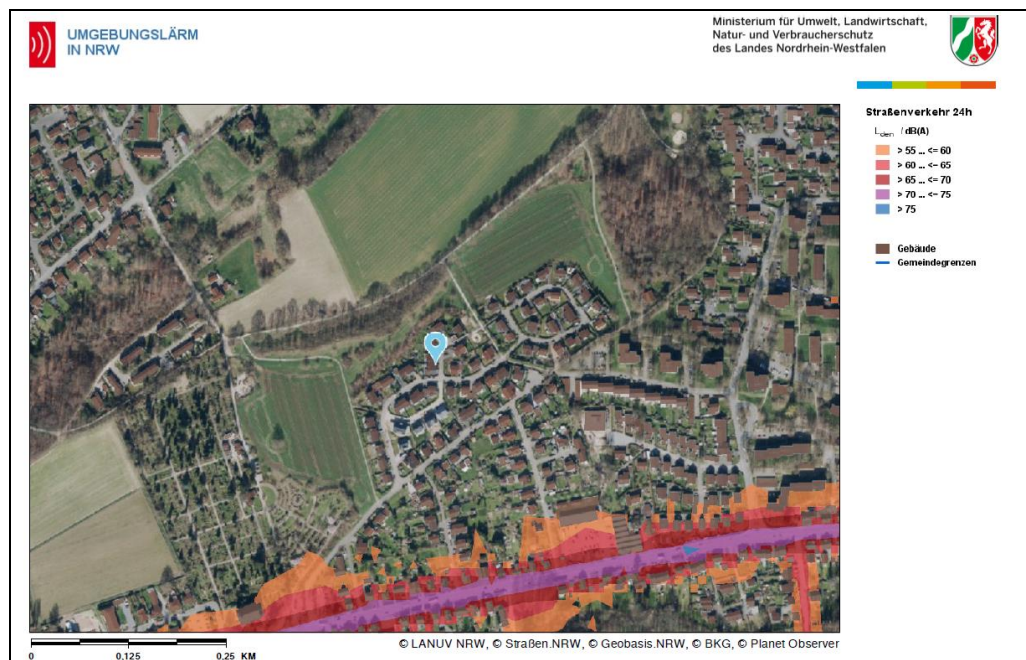 UMGEBUNGSLÄRM
IN NRW
Ministerium für Umwelt, Landwirtschaft,
Natur- und Verbraucherschutz
des Landes Nordrhein-Westfalen
Straßenverkehr 24h
Lden / dB(A)
> 55 ... <= 60
> 60 ... <= 65
> 65 ... <= 70
> 70 ... <= 75
> 75
Gebäude
Gemeindegrenzen
© LANUV NRW, © Straßen.NRW, © Geobasis.NRW, © BKG, © Planet Observer
0 0,125 0,25 KM